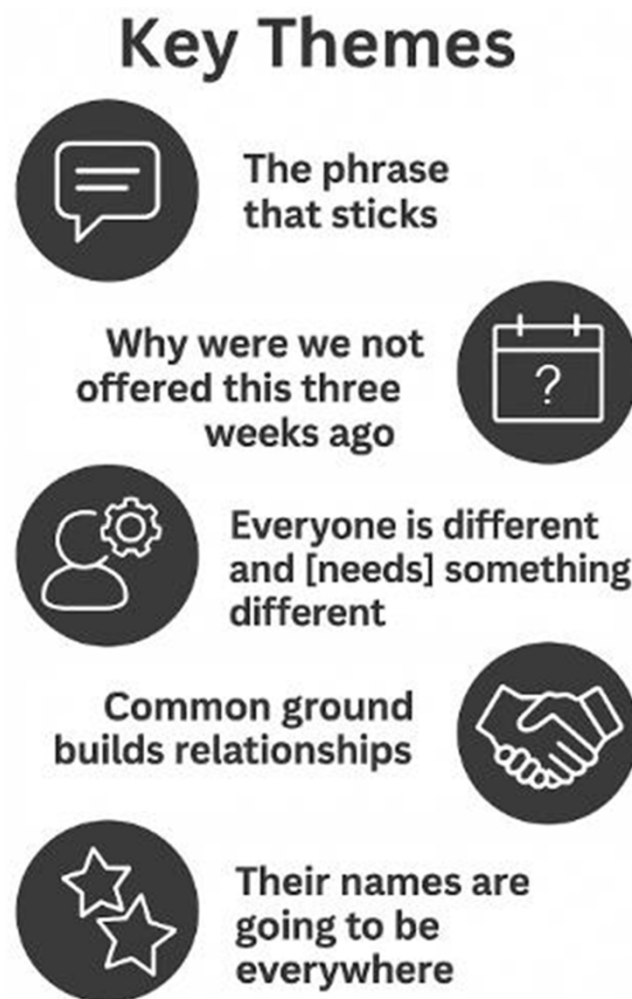 Key Themes
The phrase
that sticks
Why were we not
offered this three
weeks ago
?
Everyone is different
and [needs] something
different
Common ground
builds relationships
Their names are
going to be
everywhere